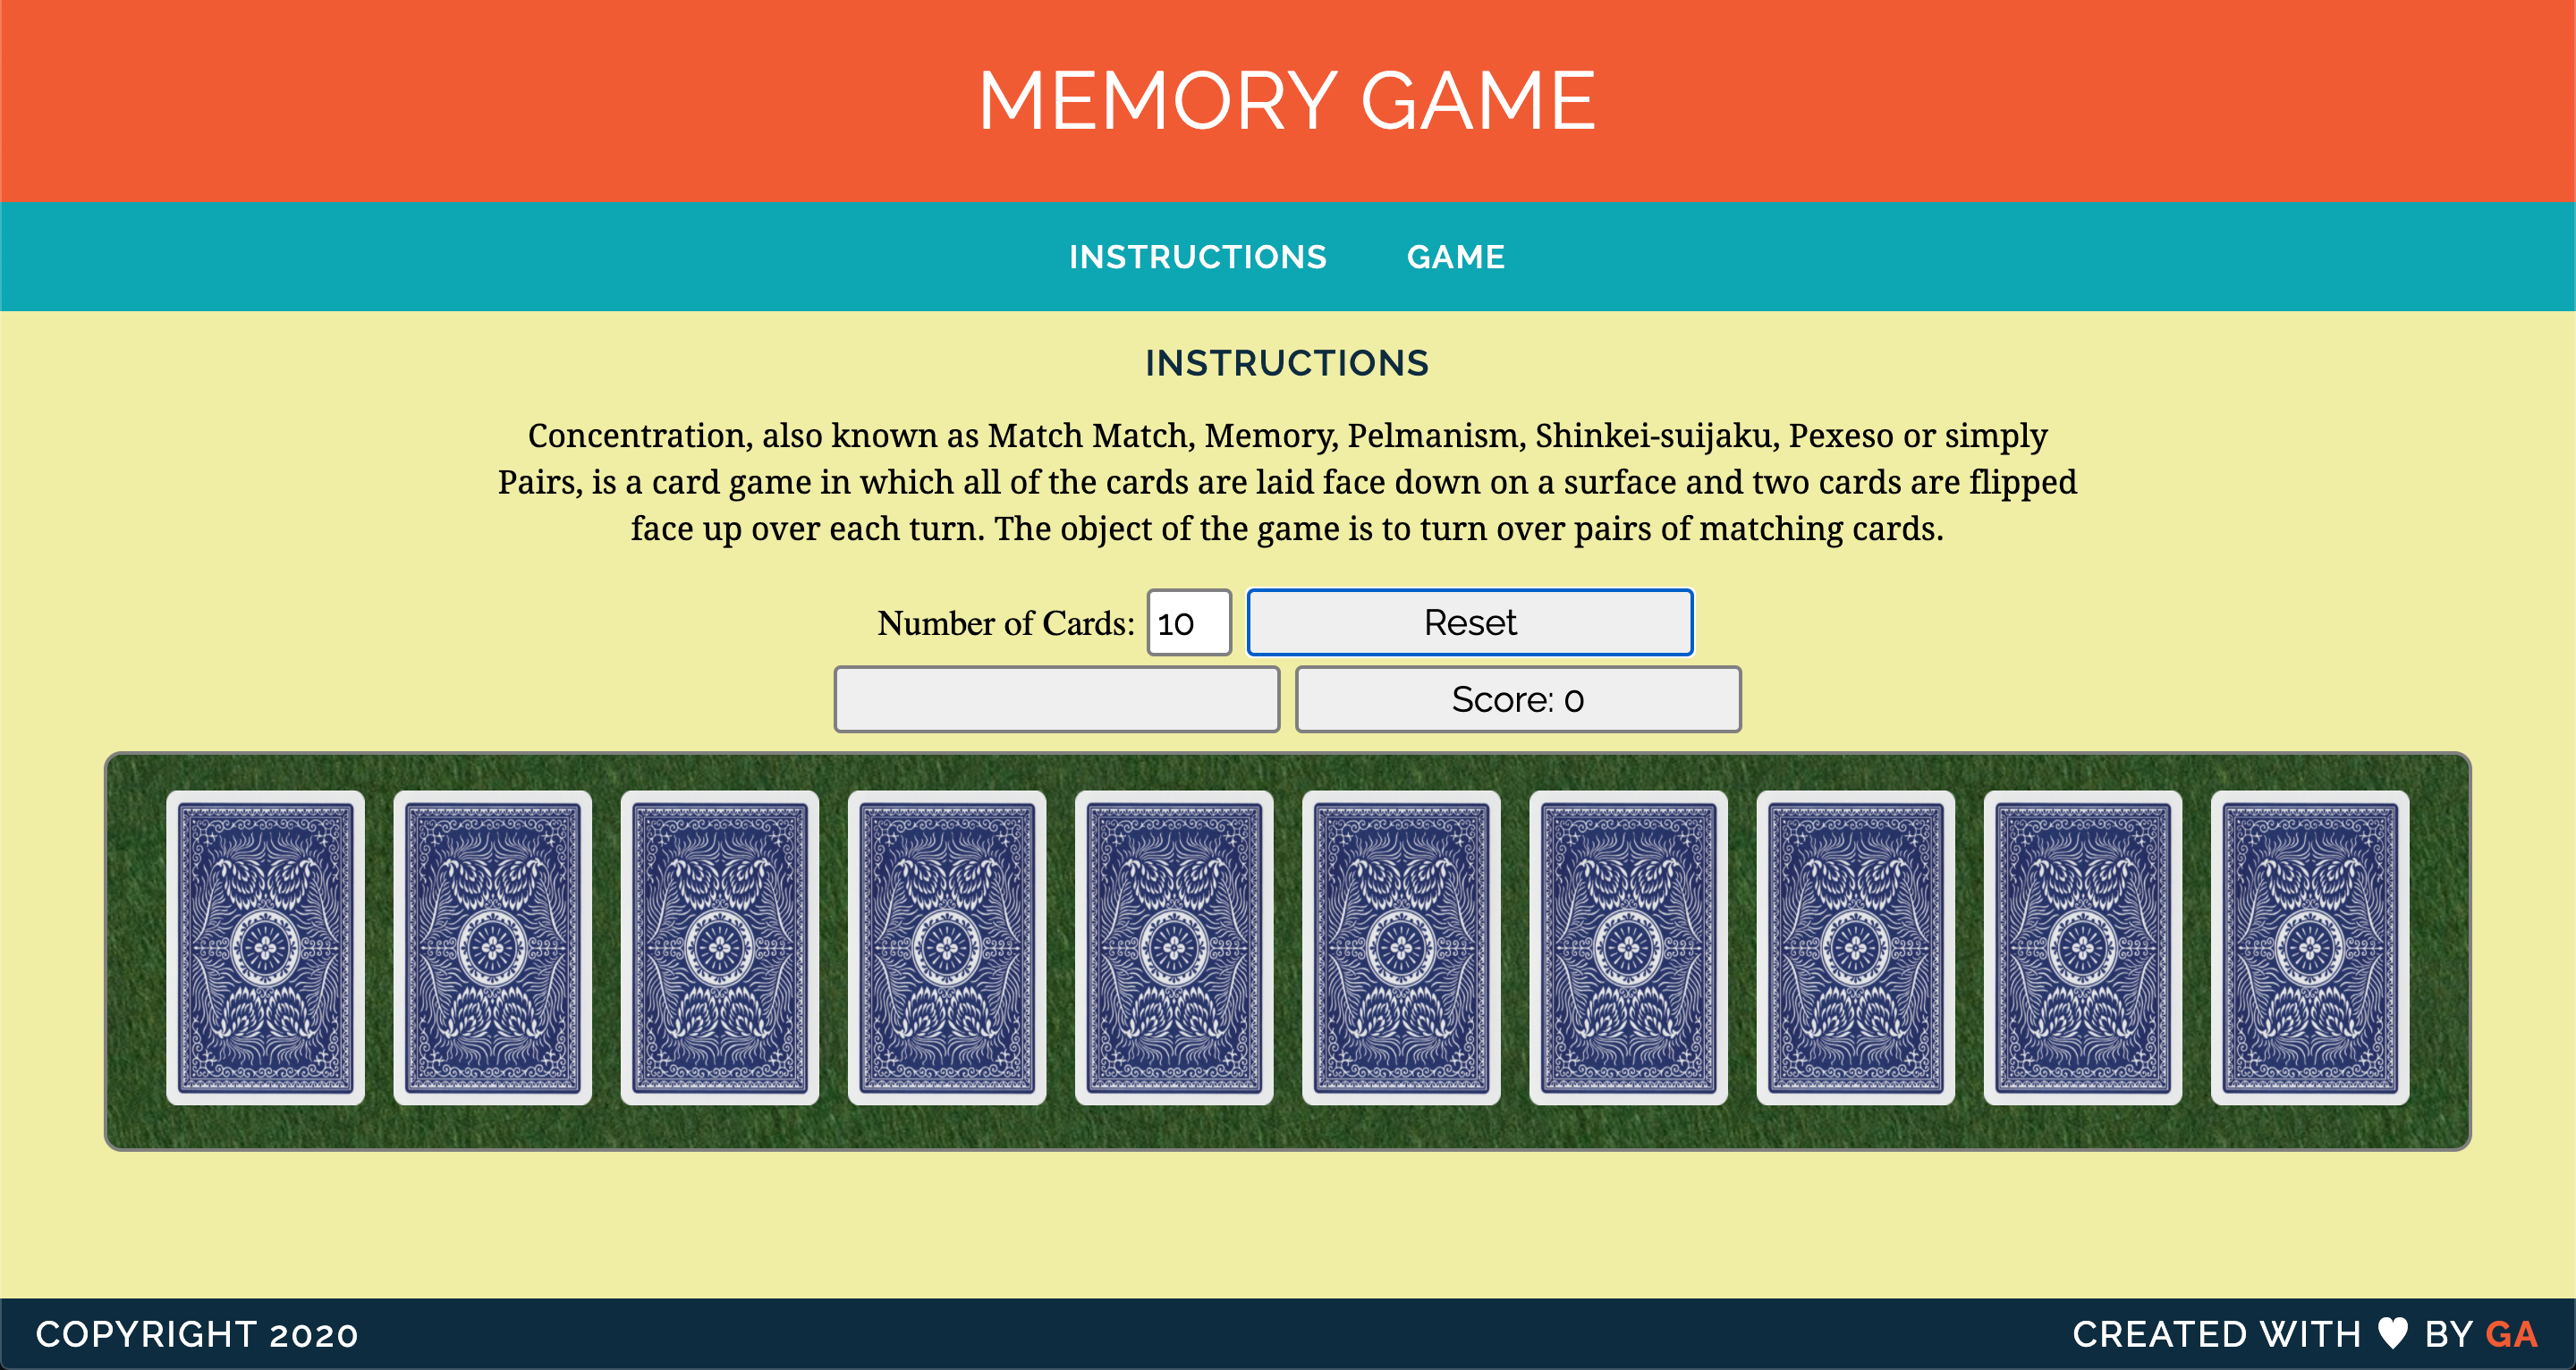 MEMORY GAME
INSTRUCTIONS GAME
INSTRUCTIONS
Concentration, also known as Match Match, Memory, Pelmanism, Shinkei-suijaku, Pexeso or simply
Pairs, is a card game in which all of the cards are laid face down on a surface and two cards are flipped
face up over each turn. The object of the game is to turn over pairs of matching cards.
Number of Cards: 10 Reset
Score: 0
COPYRIGHT 2020 CREATED WITH ♥ BY GA